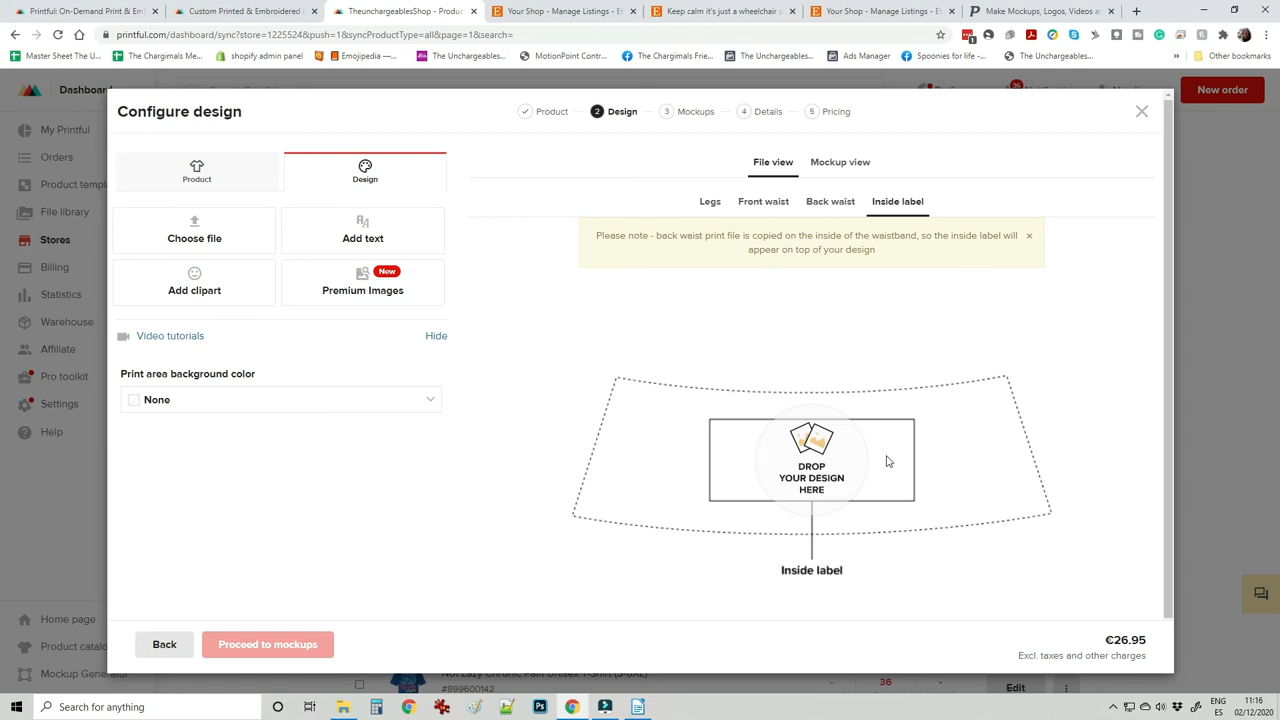 Printful: On-Demand Print & Emb
Custom Printed & Embroidered
TheunchargeablesShop - Produc
Your Shop - Manage Listings - Et
Keep calm it's just a wheelchair
Your Shop - Manage Listings - Et
Make Mockups, Logos, Videos a
printful.com/dashboard/sync?store=1225524&push=1&syncProductType=all&page=1&search=
Master Sheet The U...
The Chargimals Me...
shopify admin panel
Emojipedia —...
The Unchargeables...
MotionPoint Contr...
The Chargimals Frie...
The Unchargeables...
Ads Manager
Spoonies for life -...
The Unchargeables...
Other bookmarks
Dashboard
New order
My Printful
Orders
Product templ
File library
Stores
Billing
Statistics
Warehouse
Affiliate
Pro toolkit
Settings
Help
Home page
Product catalo
Mockup Generator
Configure design
Product
2 Design
3 Mockups
4 Details
5 Pricing
Product
Design
File view
Mockup view
Legs
Front waist
Back waist
Inside label
Choose file
Add text
Add clipart
New
Premium Images
Please note - back waist print file is copied on the inside of the waistband, so the inside label will
appear on top of your design
Video tutorials
Hide
Print area background color
None
DROP
YOUR DESIGN
HERE
Inside label
Back
Proceed to mockups
€26.95
Excl. taxes and other charges
Not Lazy Chronic Pain Unisex T-Shirt (S-5XL)
#899600142
36
Edit
Search for anything
ENG
ES
11:16
02/12/2020